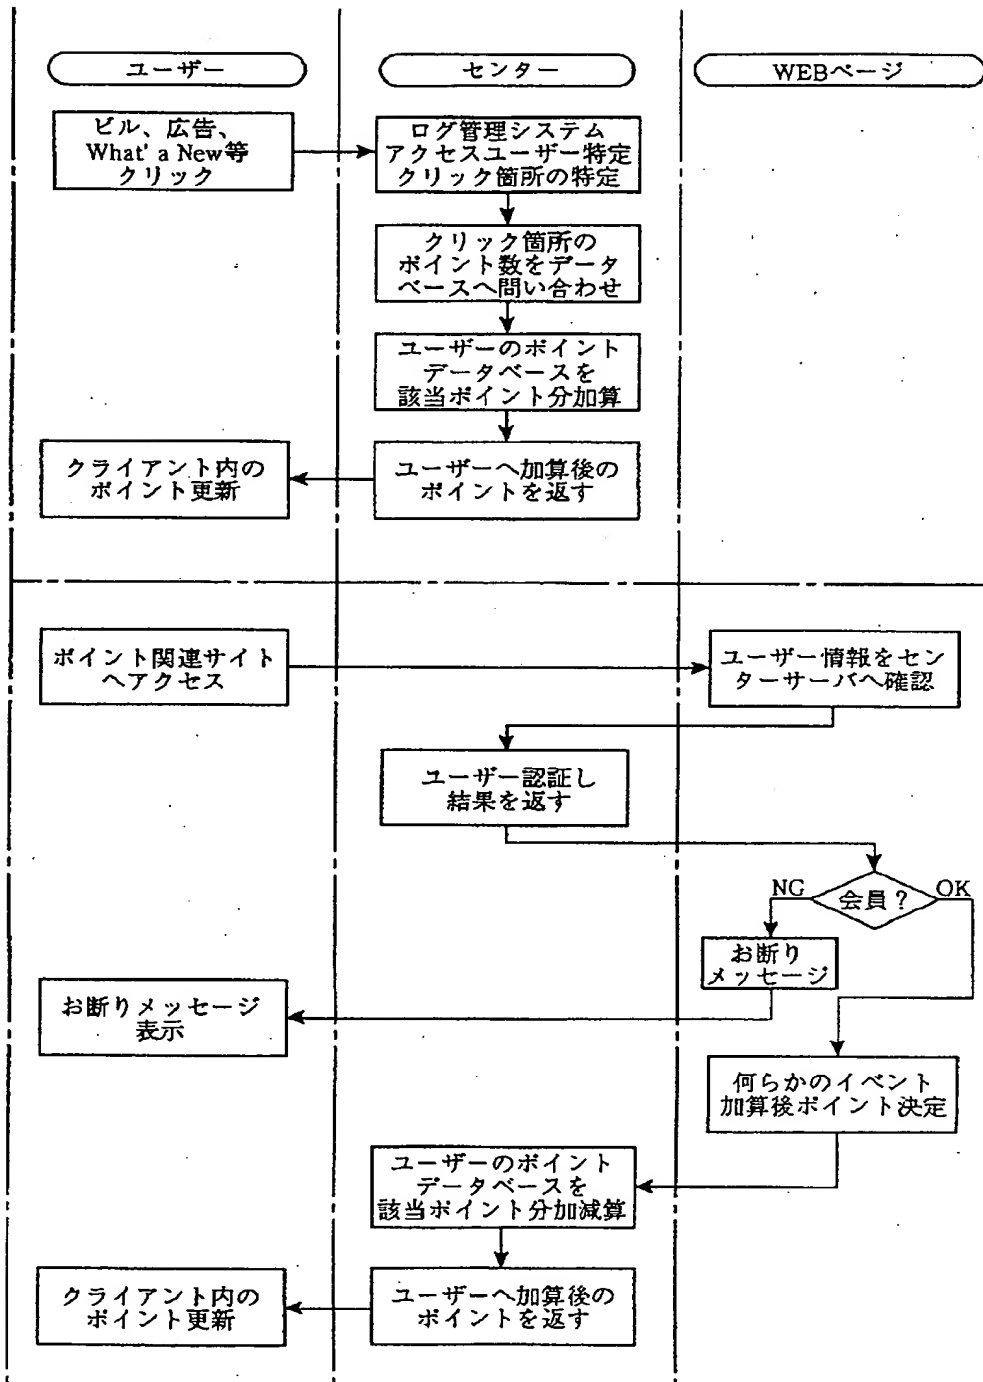 ユーザー
センター
WEBページ
ビル、広告、
What' a New等
クリック
ログ管理システム
アクセスユーザー特定
クリック箇所の特定
クリック箇所の
ポイント数をデータ
ベースへ問い合わせ
ユーザーのポイント
データベースを
該当ポイント分加算
クライアント内の
ポイント更新
ユーザーへ加算後の
ポイントを返す
ポイント関連サイト
へアクセス
ユーザー情報をセン
ターサーバへ確認
ユーザー認証し
結果を返す
NG
会員？
OK
お断り
メッセージ
お断りメッセージ
表示
何らかのイベント
加算後ポイント決定
ユーザーのポイント
データベースを
該当ポイント分加減算
クライアント内の
ポイント更新
ユーザーへ加算後の
ポイントを返す